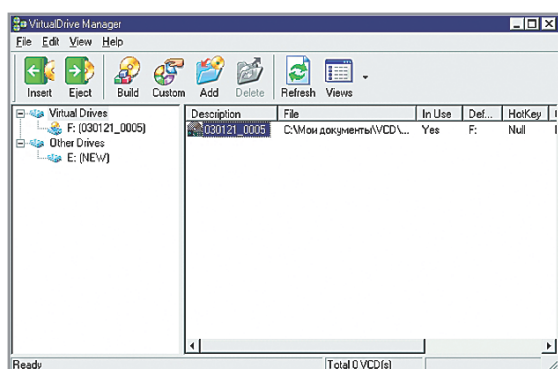 VirtualDrive Manager
File Edit View Help
Insert Eject Build Custom Add Delete Refresh Views
Virtual Drives
F: (030121_0005)
Other Drives
E: (NEW)
Description File In Use Def... HotKey
030121_0005 C:\Мои документы\VCD\... Yes F: Null
Ready Total 0 VCD(s)